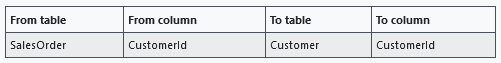 From table From column To table To column
SalesOrder CustomerId Customer CustomerId